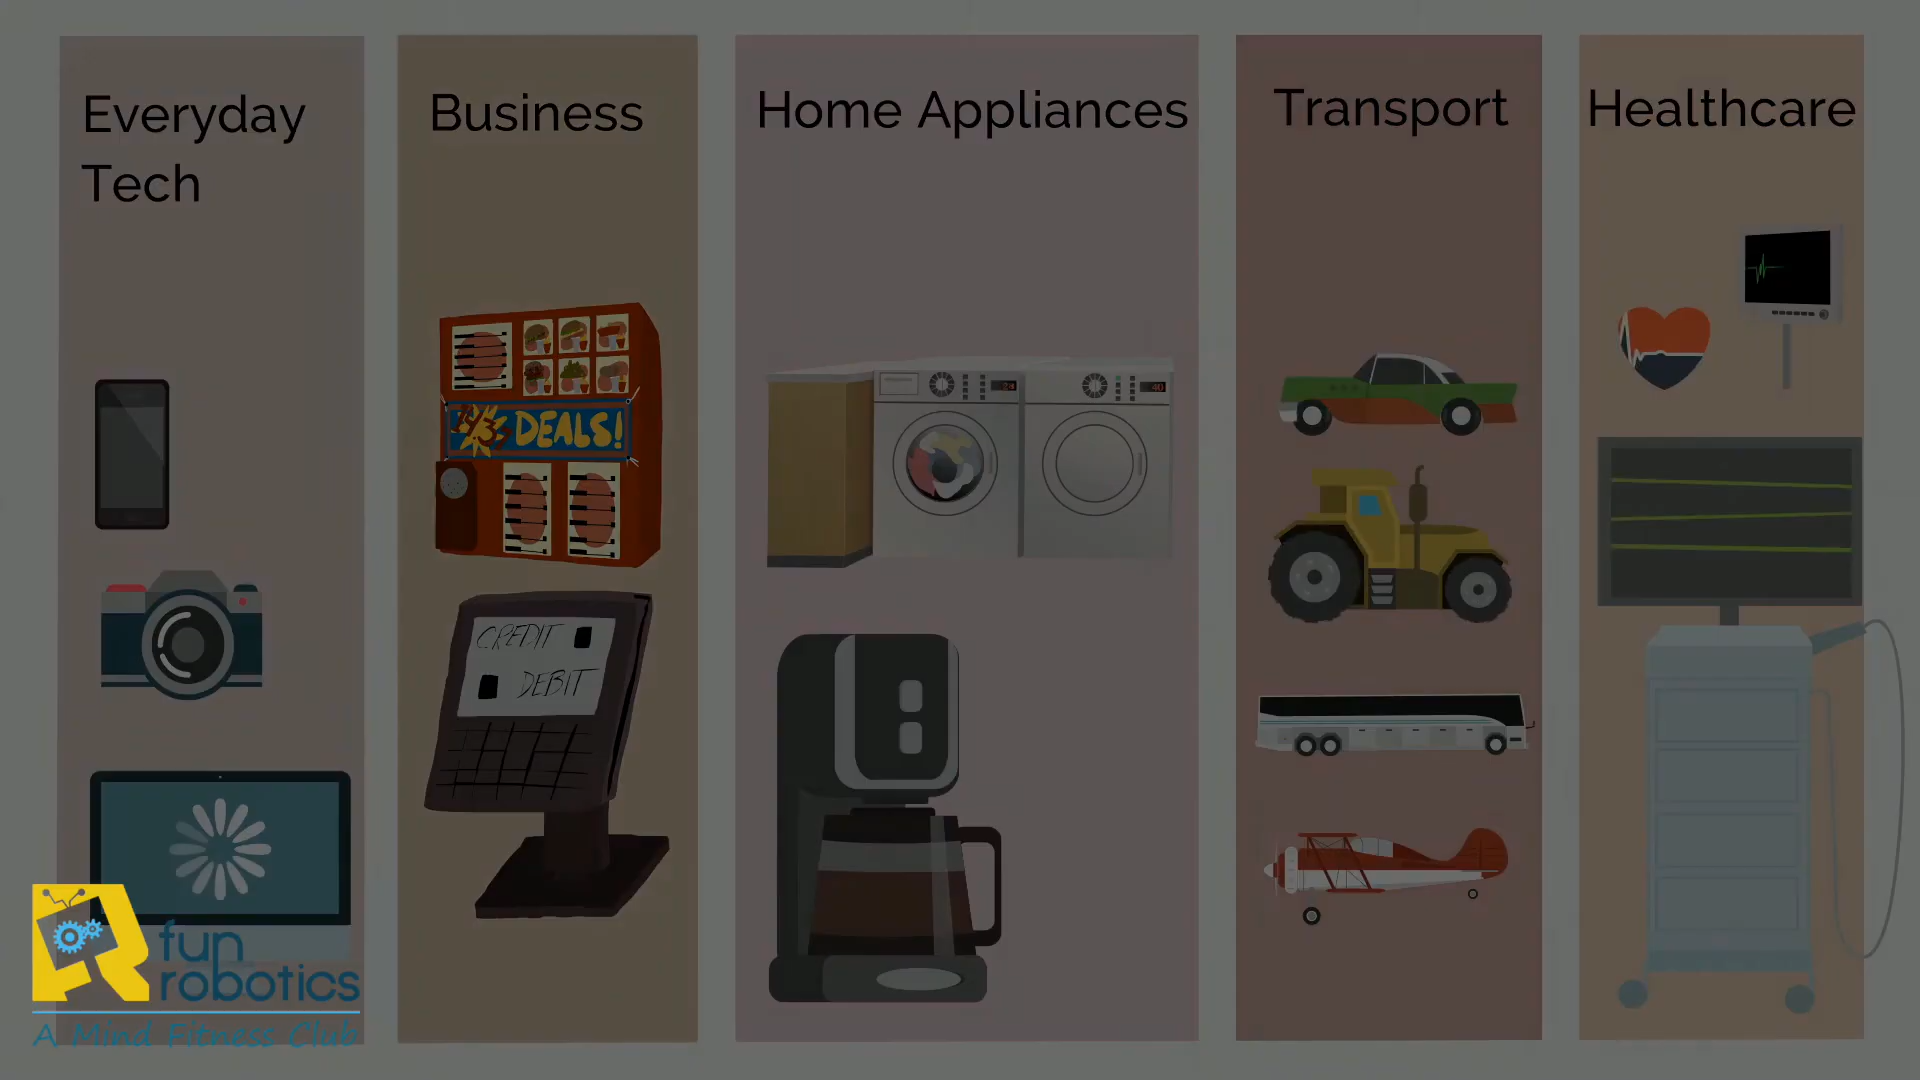 Everyday
Tech
Business
Home Appliances
Transport
Healthcare
DEALS!
CREDIT
DEBIT
fun
robotics
A Mind Fitness Club